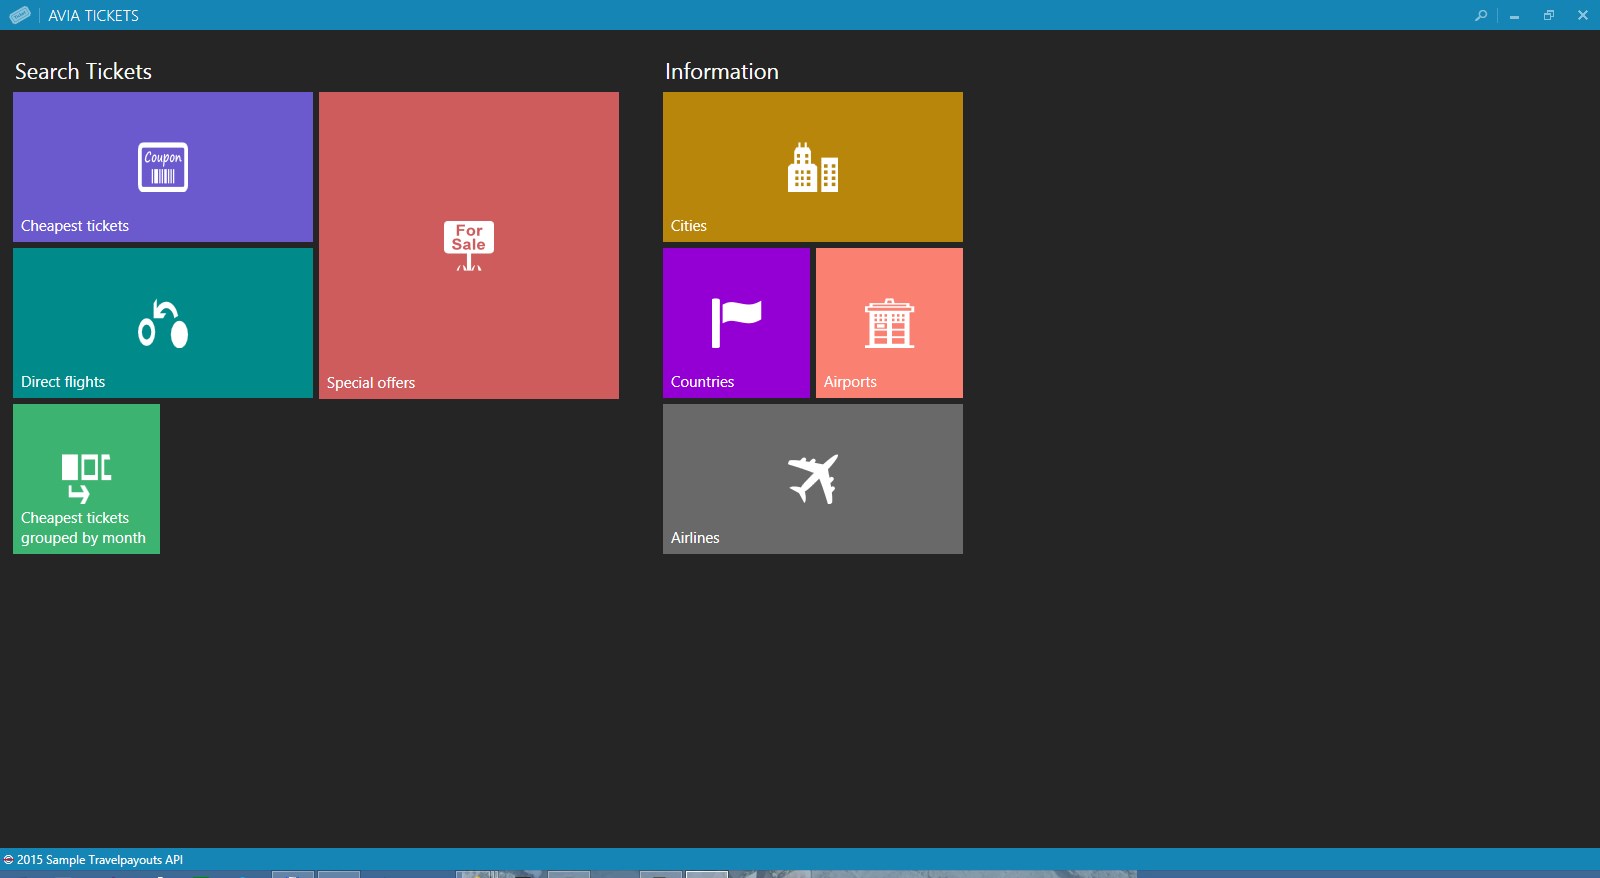 AVIA TICKETS
Search Tickets
Coupon
Cheapest tickets
For
Sale
Special offers
Direct flights
Cheapest tickets
grouped by month
Information
Cities
Countries
Airports
Airlines
© 2015 Sample Travelpayouts API